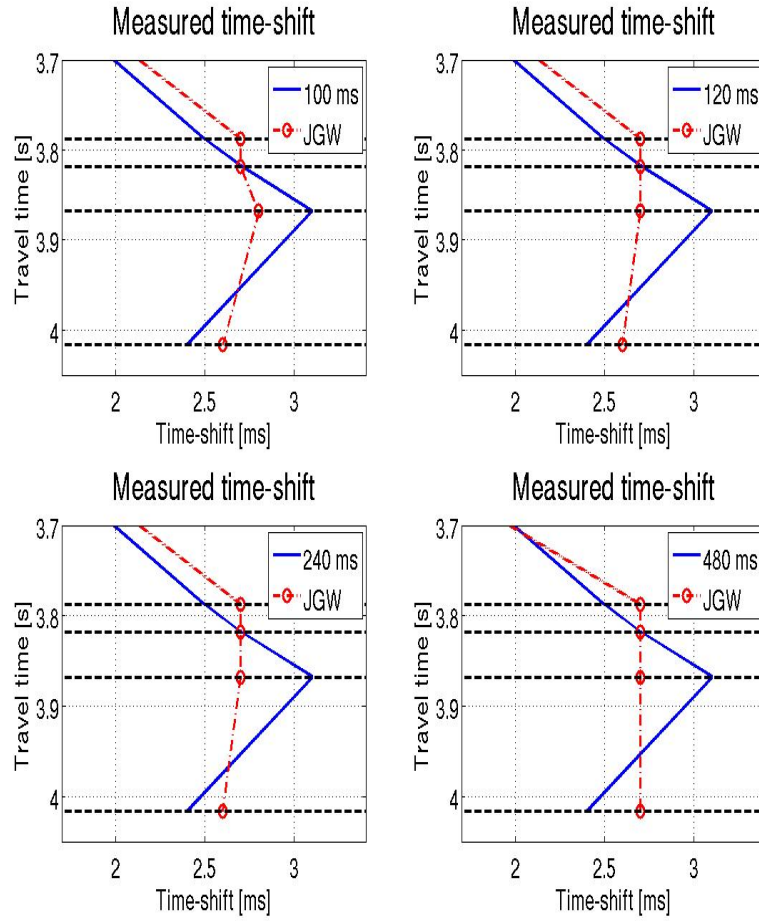 Measured time-shift
3.7
3.8
3.9
4
Travel time [s]
100 ms
JGW
2
2.5
3
Time-shift [ms]
Measured time-shift
3.7
3.8
3.9
4
Travel time [s]
120 ms
JGW
2
2.5
3
Time-shift [ms]
Measured time-shift
3.7
3.8
3.9
4
Travel time [s]
240 ms
JGW
2
2.5
3
Time-shift [ms]
Measured time-shift
3.7
3.8
3.9
4
Travel time [s]
480 ms
JGW
2
2.5
3
Time-shift [ms]